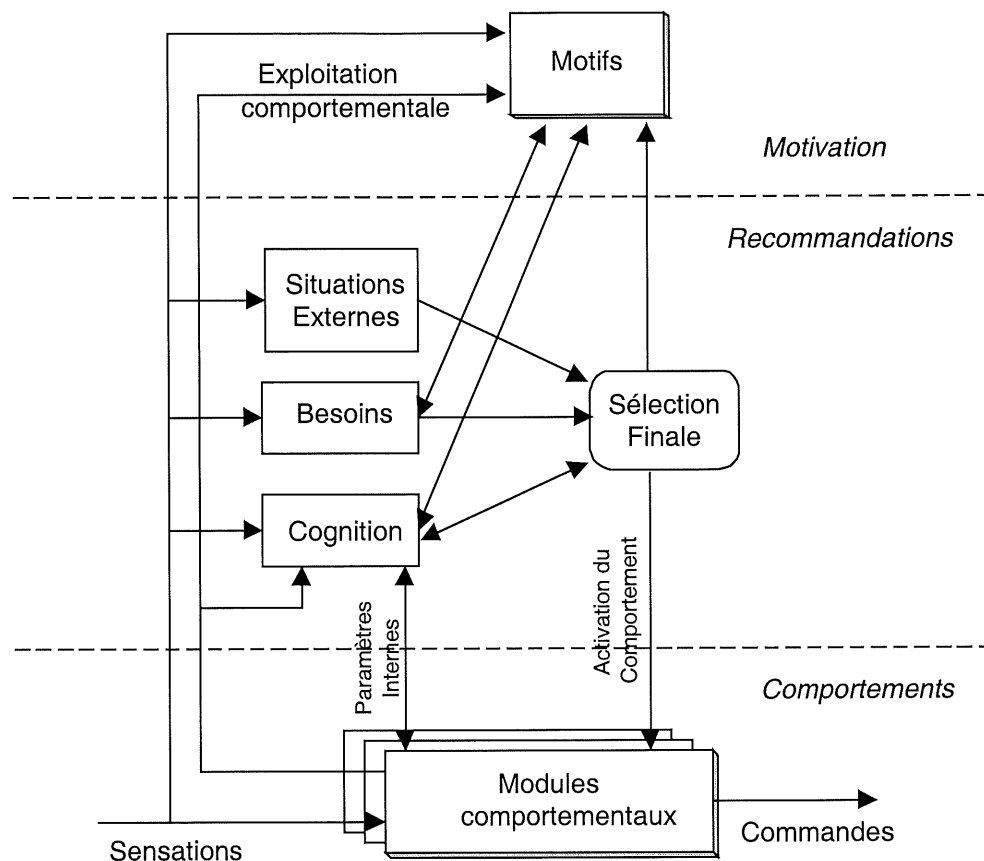 Motifs
Exploitation
comportementale
Motivation
Recommandations
Situations
Externes
Besoins
Sélection
Finale
Cognition
Paramètres
Internes
Activation du
Comportement
Comportements
Modules
comportementaux
Commandes
Sensations